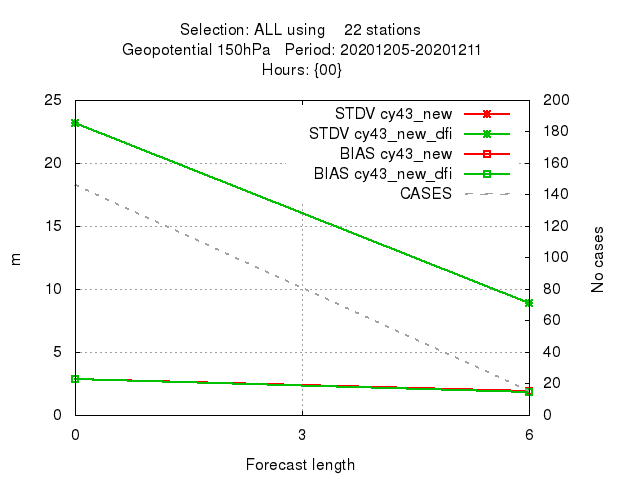 Selection: ALL using    22 stations
Geopotential 150hPa   Period: 20201205-20201211
Hours: {00}
25
20
15
10
5
0
200
180
160
140
120
100
80
60
40
20
0
STDV cy43_new
STDV cy43_new_dfi
BIAS cy43_new
BIAS cy43_new_dfi
CASES
m
No cases
0
3
6
Forecast length